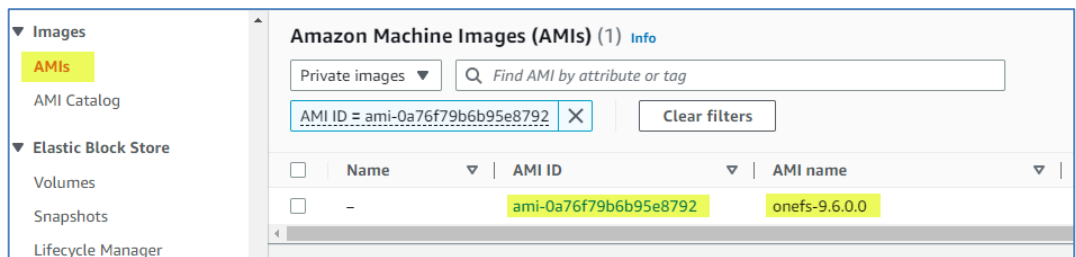 Images
AMIs
AMI Catalog
Elastic Block Store
Volumes
Snapshots
Lifecycle Manager
Amazon Machine Images (AMIs) (1) Info
Private images
Find AMI by attribute or tag
AMI ID = ami-0a76f79b6b95e8792
Clear filters
Name AMI ID AMI name
– ami-0a76f79b6b95e8792 onefs-9.6.0.0